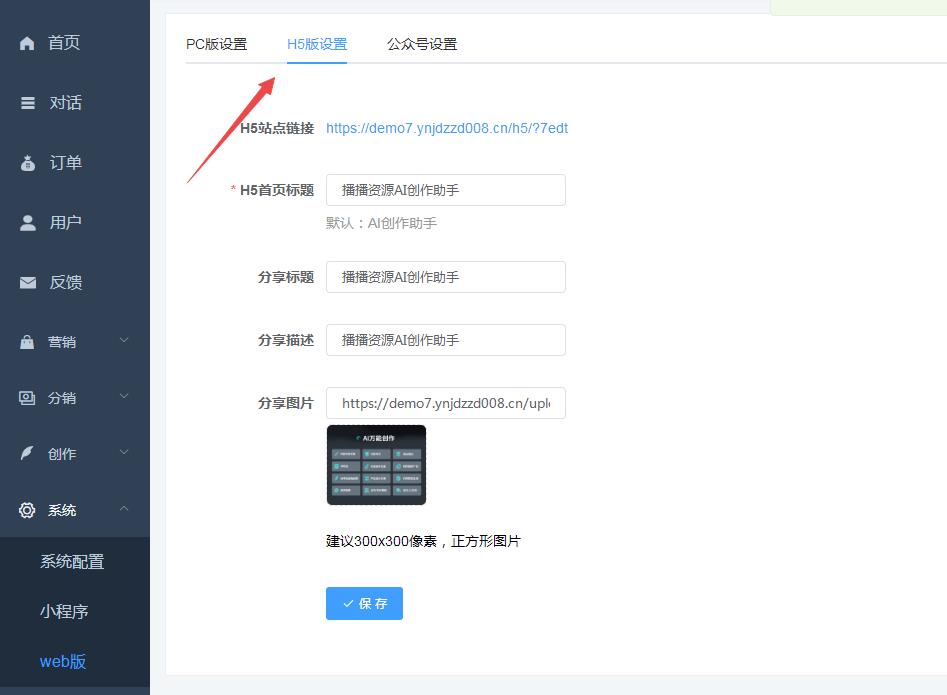 首页
对话
订单
用户
反馈
营销
分销
创作
系统
系统配置
小程序
web版
PC版设置
H5版设置
公众号设置
H5站点链接
https://demo7.ynjdzzd008.cn/h5/?7edt
* H5首页标题
播播资源AI创作助手
默认：AI创作助手
分享标题
播播资源AI创作助手
分享描述
播播资源AI创作助手
分享图片
https://demo7.ynjdzzd008.cn/uplo
AI万能创作
建议300x300像素，正方形图片
保存